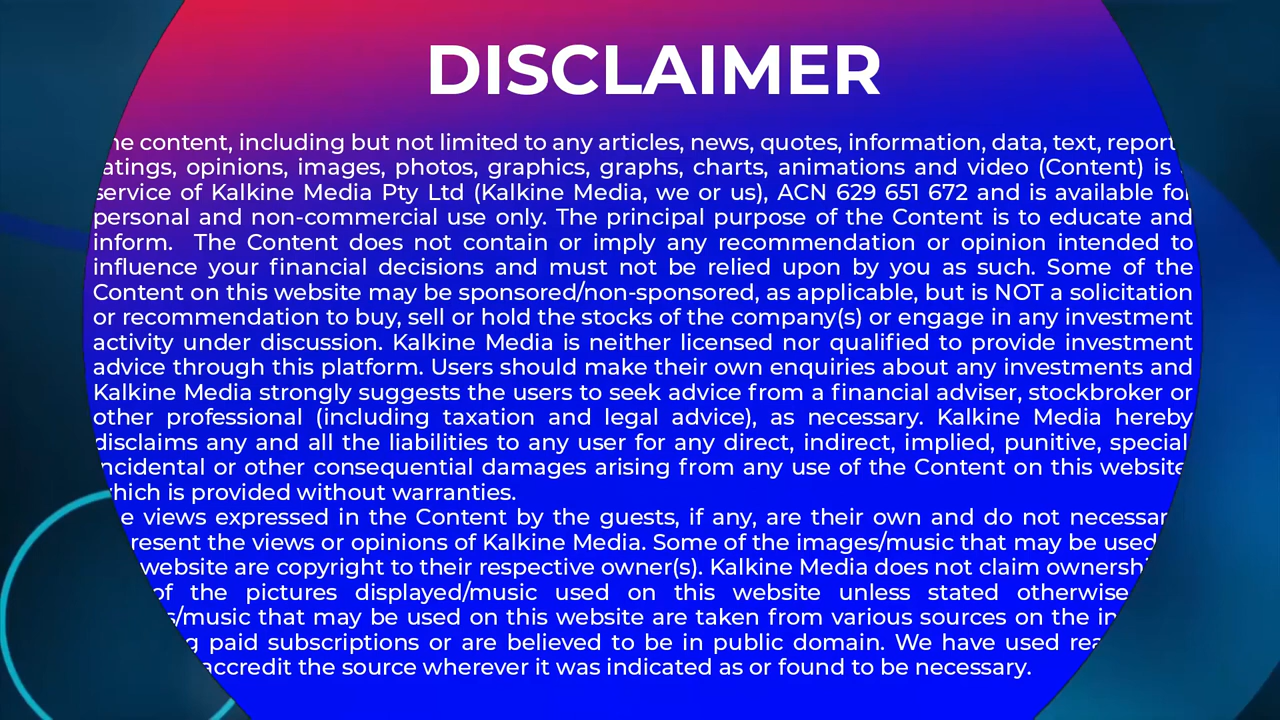 DISCLAIMER
he content, including but not limited to any articles, news, quotes, information, data, text, report
atings, opinions, images, photos, graphics, graphs, charts, animations and video (Content) is
service of Kalkine Media Pty Ltd (Kalkine Media, we or us), ACN 629 651 672 and is available for
personal and non-commercial use only. The principal purpose of the Content is to educate and
inform. The Content does not contain or imply any recommendation or opinion intended to
influence your financial decisions and must not be relied upon by you as such. Some of the
Content on this website may be sponsored/non-sponsored, as applicable, but is NOT a solicitation
or recommendation to buy, sell or hold the stocks of the company(s) or engage in any investment
activity under discussion. Kalkine Media is neither licensed nor qualified to provide investment
advice through this platform. Users should make their own enquiries about any investments and
Kalkine Media strongly suggests the users to seek advice from a financial adviser, stockbroker or
other professional (including taxation and legal advice), as necessary. Kalkine Media hereby
disclaims any and all the liabilities to any user for any direct, indirect, implied, punitive, special
ncidental or other consequential damages arising from any use of the Content on this website
hich is provided without warranties.
e views expressed in the Content by the guests, if any, are their own and do not necessar
resent the views or opinions of Kalkine Media. Some of the images/music that may be used
website are copyright to their respective owner(s). Kalkine Media does not claim ownershi
of the pictures displayed/music used on this website unless stated otherwise
s/music that may be used on this website are taken from various sources on the in
g paid subscriptions or are believed to be in public domain. We have used rea
accredit the source wherever it was indicated as or found to be necessary.